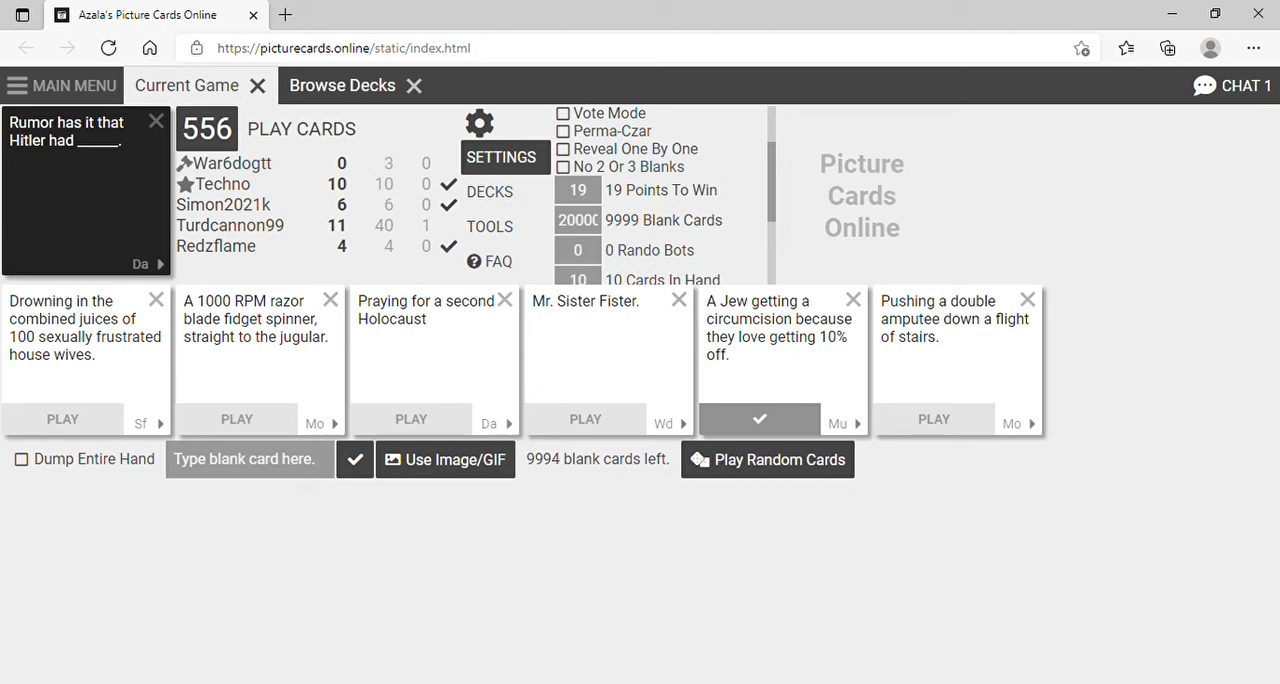 Azala's Picture Cards Online
https://picturecards.online/static/index.html
MAIN MENU
Current Game
Browse Decks
CHAT 1
Rumor has it that
Hitler had _____.
Da
556 PLAY CARDS
War6dogtt 0 3 0
Techno 10 10 0
Simon2021k 6 6 0
Turdcannon99 11 40 1
Redzflame 4 4 0
SETTINGS
DECKS
TOOLS
FAQ
Vote Mode
Perma-Czar
Reveal One By One
No 2 Or 3 Blanks
19 19 Points To Win
20000 9999 Blank Cards
0 0 Rando Bots
10 10 Cards In Hand
Picture
Cards
Online
Drowning in the
combined juices of
100 sexually frustrated
house wives.
PLAY
Sf
A 1000 RPM razor
blade fidget spinner,
straight to the jugular.
PLAY
Mo
Praying for a second
Holocaust
PLAY
Da
Mr. Sister Fister.
PLAY
Wd
A Jew getting a
circumcision because
they love getting 10%
off.
Mu
Pushing a double
amputee down a flight
of stairs.
PLAY
Mo
Dump Entire Hand
Type blank card here.
Use Image/GIF
9994 blank cards left.
Play Random Cards